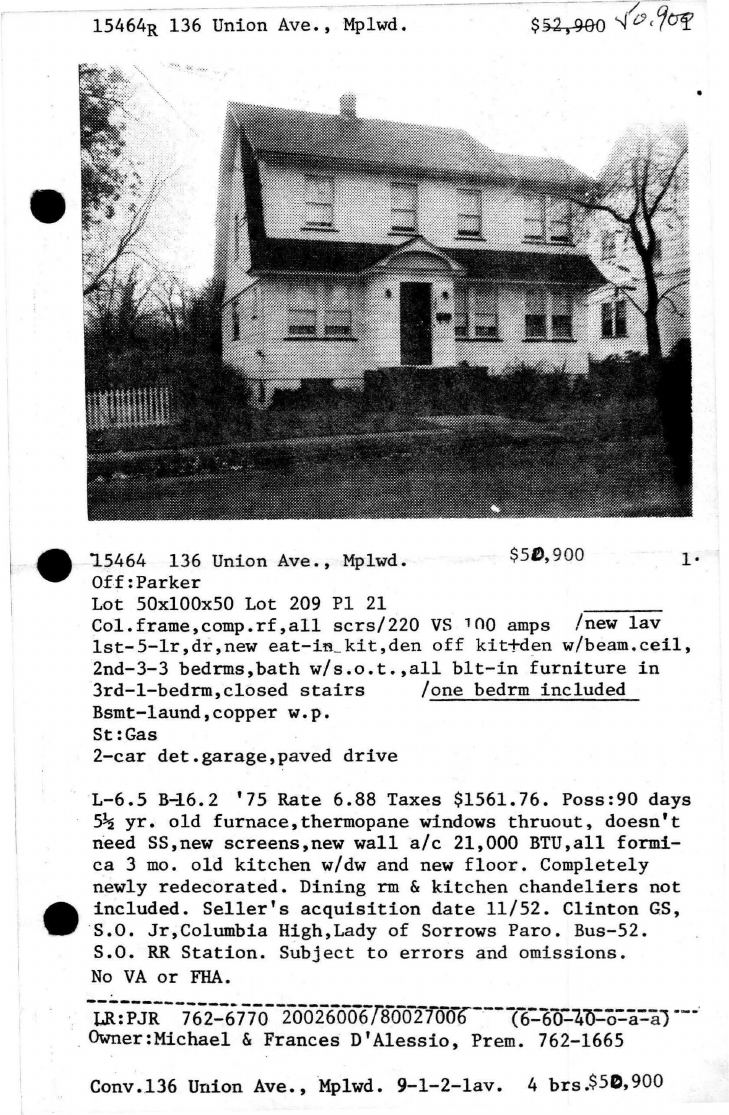 15464R 136 Union Ave., Mplwd. $52,900 50,900
15464 136 Union Ave., Mplwd. $50,900 1.
Off:Parker
Lot 50x100x50 Lot 209 Pl 21
Col.frame,comp.rf,all scrs/220 VS 100 amps /new lav
1st-5-lr,dr,new eat-in kit,den off kit+den w/beam.ceil,
2nd-3-3 bedrms,bath w/s.o.t.,all blt-in furniture in
3rd-1-bedrm,closed stairs /one bedrm included
Bsmt-laund,copper w.p.
St:Gas
2-car det.garage,paved drive
L-6.5 B-16.2 '75 Rate 6.88 Taxes $1561.76. Poss:90 days
5½ yr. old furnace,thermopane windows thruout, doesn't
need SS,new screens,new wall a/c 21,000 BTU,all formi-
ca 3 mo. old kitchen w/dw and new floor. Completely
newly redecorated. Dining rm & kitchen chandeliers not
included. Seller's acquisition date 11/52. Clinton GS,
S.O. Jr,Columbia High,Lady of Sorrows Paro. Bus-52.
S.O. RR Station. Subject to errors and omissions.
No VA or FHA.
LR:PJR 762-6770 20026006/80027006 (6-60-40-o-a-a)
Owner:Michael & Frances D'Alessio, Prem. 762-1665
Conv.136 Union Ave., Mplwd. 9-1-2-lav. 4 brs.$50,900